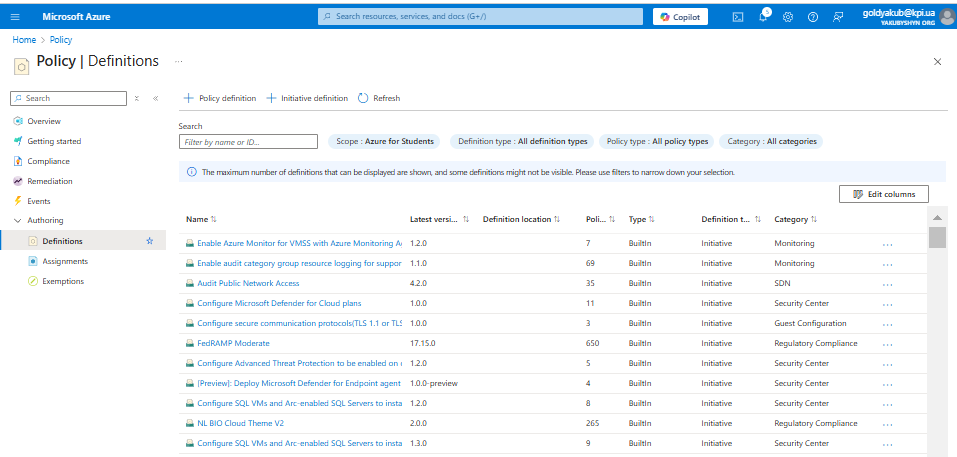 Microsoft Azure
Search resources, services, and docs (G+/)
Copilot
5
goldyakub@kpi.ua
YAKUBYSHYN ORG
Home > Policy
Policy | Definitions ...
Search
Overview
Getting started
Compliance
Remediation
Events
Authoring
Definitions
Assignments
Exemptions
Policy definition Initiative definition Refresh
Search
Filter by name or ID...
Scope : Azure for Students
Definition type : All definition types
Policy type : All policy types
Category : All categories
The maximum number of definitions that can be displayed are shown, and some definitions might not be visible. Please use filters to narrow down your selection.
Edit columns
Name Latest versi... Definition location Poli... Type Definition t... Category
Enable Azure Monitor for VMSS with Azure Monitoring A 1.2.0 7 BuiltIn Initiative Monitoring ...
Enable audit category group resource logging for suppor 1.1.0 69 BuiltIn Initiative Monitoring ...
Audit Public Network Access 4.2.0 35 BuiltIn Initiative SDN ...
Configure Microsoft Defender for Cloud plans 1.0.0 11 BuiltIn Initiative Security Center ...
Configure secure communication protocols(TLS 1.1 or TLS 1.0.0 3 BuiltIn Initiative Guest Configuration ...
FedRAMP Moderate 17.15.0 650 BuiltIn Initiative Regulatory Compliance ...
Configure Advanced Threat Protection to be enabled on 1.2.0 5 BuiltIn Initiative Security Center ...
[Preview]: Deploy Microsoft Defender for Endpoint agent 1.0.0-preview 4 BuiltIn Initiative Security Center ...
Configure SQL VMs and Arc-enabled SQL Servers to insta 1.2.0 8 BuiltIn Initiative Security Center ...
NL BIO Cloud Theme V2 2.0.0 265 BuiltIn Initiative Regulatory Compliance ...
Configure SQL VMs and Arc-enabled SQL Servers to insta 1.3.0 9 BuiltIn Initiative Security Center ...